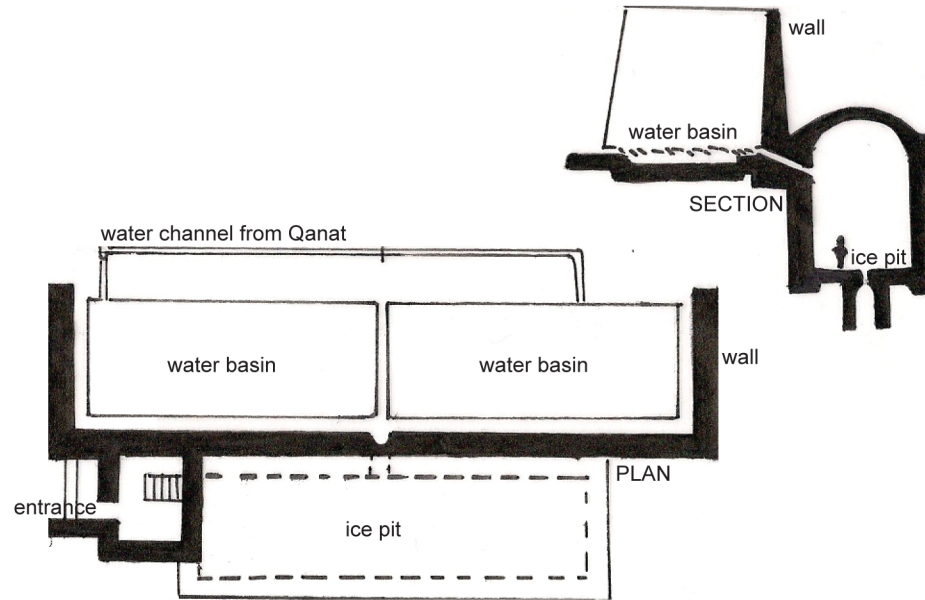 wall
water basin
SECTION
ice pit
water channel from Qanat
water basin
water basin
wall
PLAN
entrance
ice pit